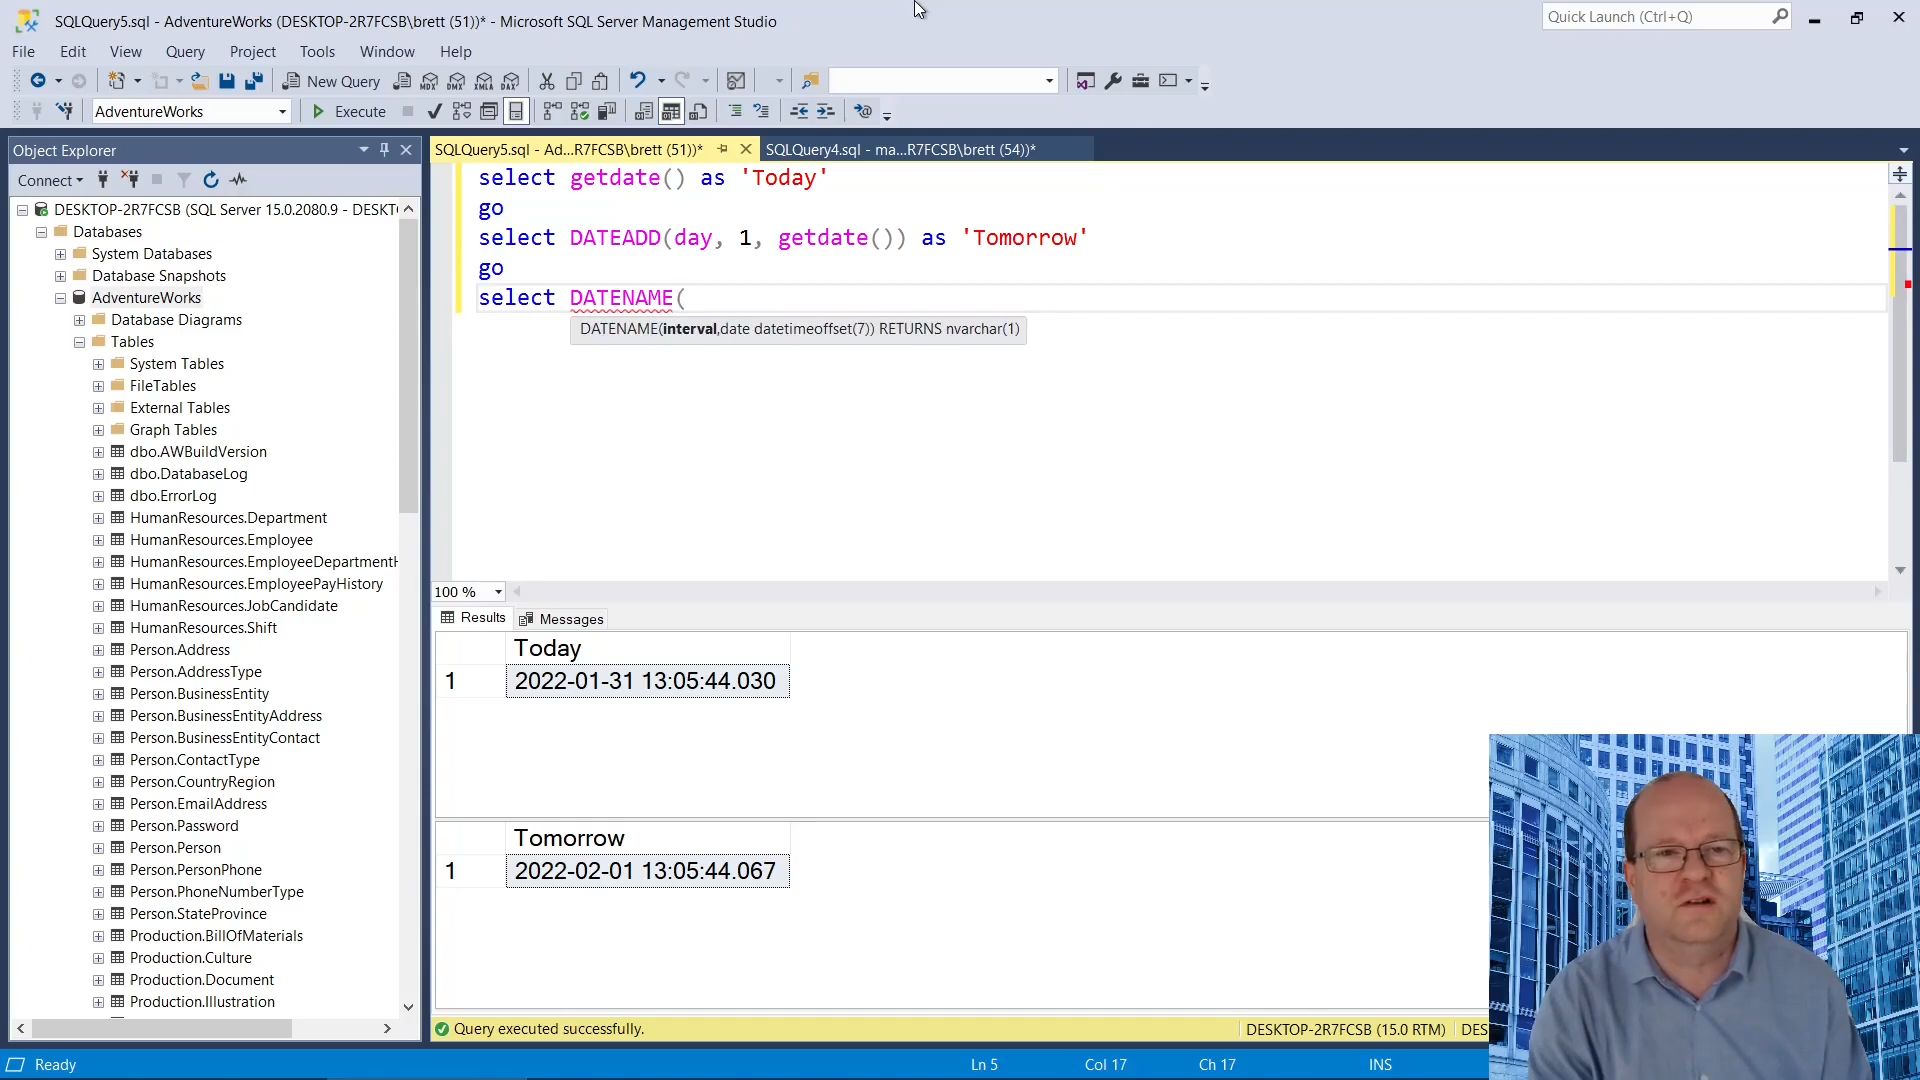 SQLQuery5.sql - AdventureWorks (DESKTOP-2R7FCSB\brett (51))* - Microsoft SQL Server Management Studio
Quick Launch (Ctrl+Q)
File Edit View Query Project Tools Window Help
New Query MDX DMX XMLA DAX
AdventureWorks Execute
Object Explorer
Connect
DESKTOP-2R7FCSB (SQL Server 15.0.2080.9 - DESKT
Databases
System Databases
Database Snapshots
AdventureWorks
Database Diagrams
Tables
System Tables
FileTables
External Tables
Graph Tables
dbo.AWBuildVersion
dbo.DatabaseLog
dbo.ErrorLog
HumanResources.Department
HumanResources.Employee
HumanResources.EmployeeDepartmentH
HumanResources.EmployeePayHistory
HumanResources.JobCandidate
HumanResources.Shift
Person.Address
Person.AddressType
Person.BusinessEntity
Person.BusinessEntityAddress
Person.BusinessEntityContact
Person.ContactType
Person.CountryRegion
Person.EmailAddress
Person.Password
Person.Person
Person.PersonPhone
Person.PhoneNumberType
Person.StateProvince
Production.BillOfMaterials
Production.Culture
Production.Document
Production.Illustration
SQLQuery5.sql - Ad...R7FCSB\brett (51))* SQLQuery4.sql - ma...R7FCSB\brett (54))*
select getdate() as 'Today'
go
select DATEADD(day, 1, getdate()) as 'Tomorrow'
go
select DATENAME(
DATENAME(interval,date datetimeoffset(7)) RETURNS nvarchar(1)
100 %
Results Messages
Today
1 2022-01-31 13:05:44.030
Tomorrow
1 2022-02-01 13:05:44.067
Query executed successfully. DESKTOP-2R7FCSB (15.0 RTM) DES
Ready Ln 5 Col 17 Ch 17 INS